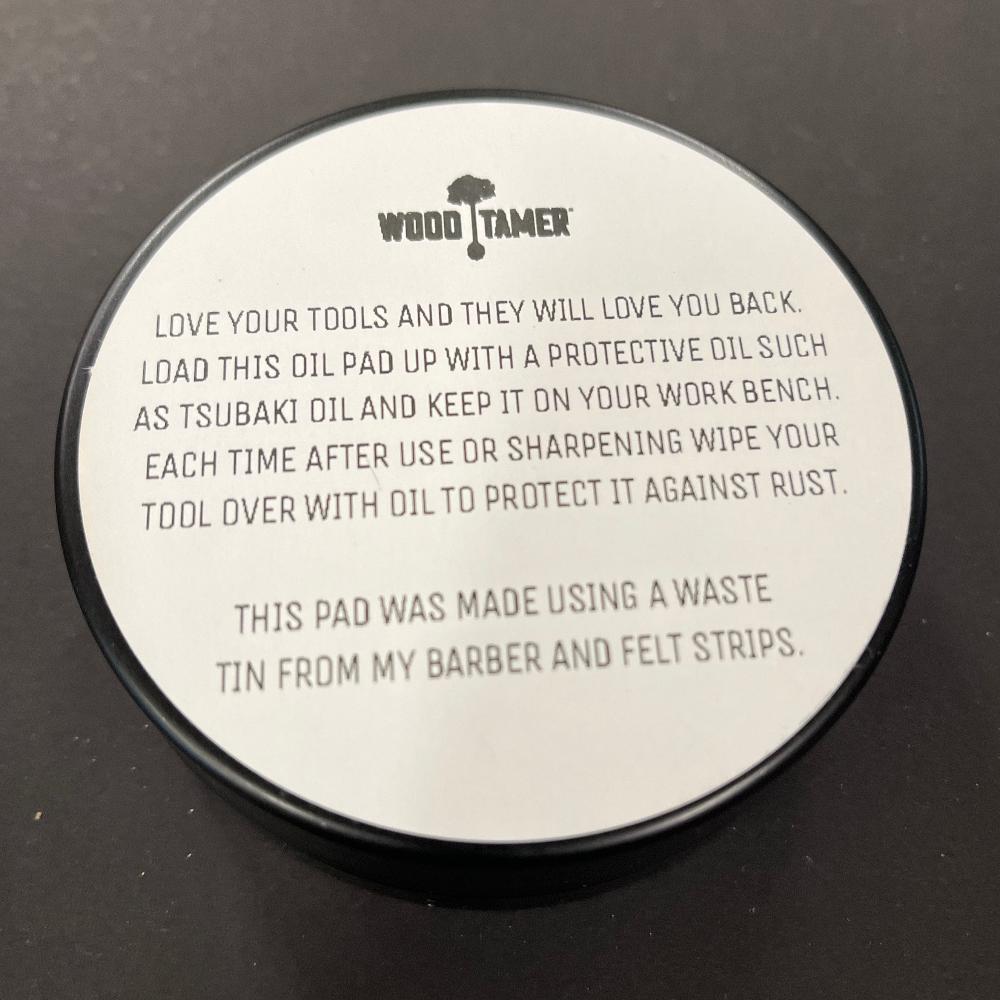 WOOD TAMER
LOVE YOUR TOOLS AND THEY WILL LOVE YOU BACK.
LOAD THIS OIL PAD UP WITH A PROTECTIVE OIL SUCH
AS TSUBAKI OIL AND KEEP IT ON YOUR WORK BENCH.
EACH TIME AFTER USE OR SHARPENING WIPE YOUR
TOOL OVER WITH OIL TO PROTECT IT AGAINST RUST.
THIS PAD WAS MADE USING A WASTE
TIN FROM MY BARBER AND FELT STRIPS.